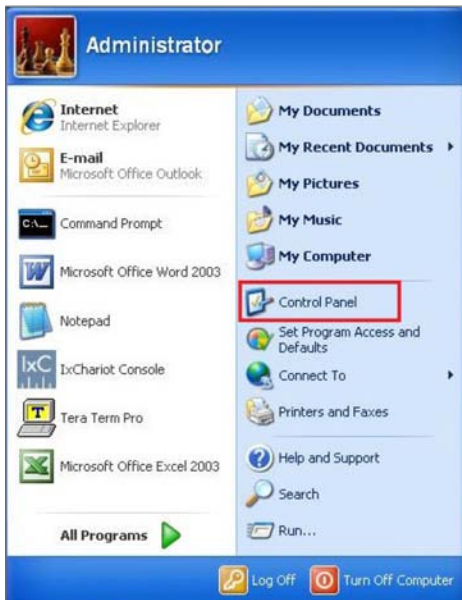 Administrator
Internet
Internet Explorer
E-mail
Microsoft Office Outlook
C:\_
Command Prompt
Microsoft Office Word 2003
Notepad
IxC
IxChariot Console
T
Tera Term Pro
Microsoft Office Excel 2003
All Programs
My Documents
My Recent Documents
My Pictures
My Music
My Computer
Control Panel
Set Program Access and
Defaults
Connect To
Printers and Faxes
Help and Support
Search
Run...
Log Off
Turn Off Computer